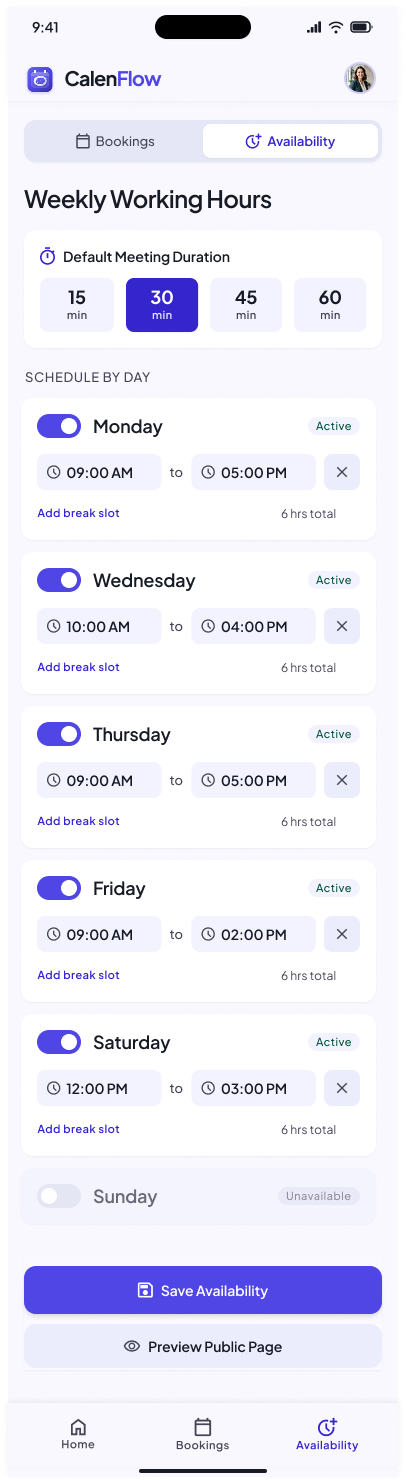 9:41
CalenFlow
Bookings Availability
Weekly Working Hours
Default Meeting Duration
15 30 45 60
min min min min
SCHEDULE BY DAY
Monday Active
09:00 AM to 05:00 PM
Add break slot 6 hrs total
Wednesday Active
10:00 AM to 04:00 PM
Add break slot 6 hrs total
Thursday Active
09:00 AM to 05:00 PM
Add break slot 6 hrs total
Friday Active
09:00 AM to 02:00 PM
Add break slot 6 hrs total
Saturday Active
12:00 PM to 03:00 PM
Add break slot 6 hrs total
Sunday Unavailable
Save Availability
Preview Public Page
Home Bookings Availability